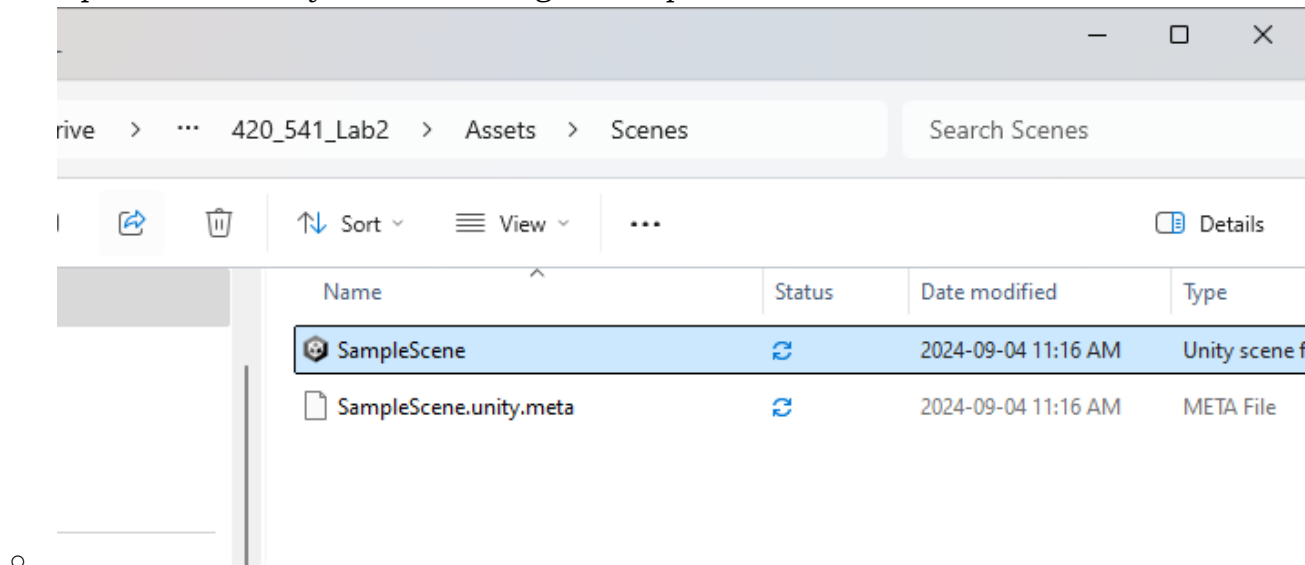 rive > ... 420_541_Lab2 > Assets > Scenes Search Scenes
Sort View ... Details
Name Status Date modified Type
SampleScene 2024-09-04 11:16 AM Unity scene f
SampleScene.unity.meta 2024-09-04 11:16 AM META File